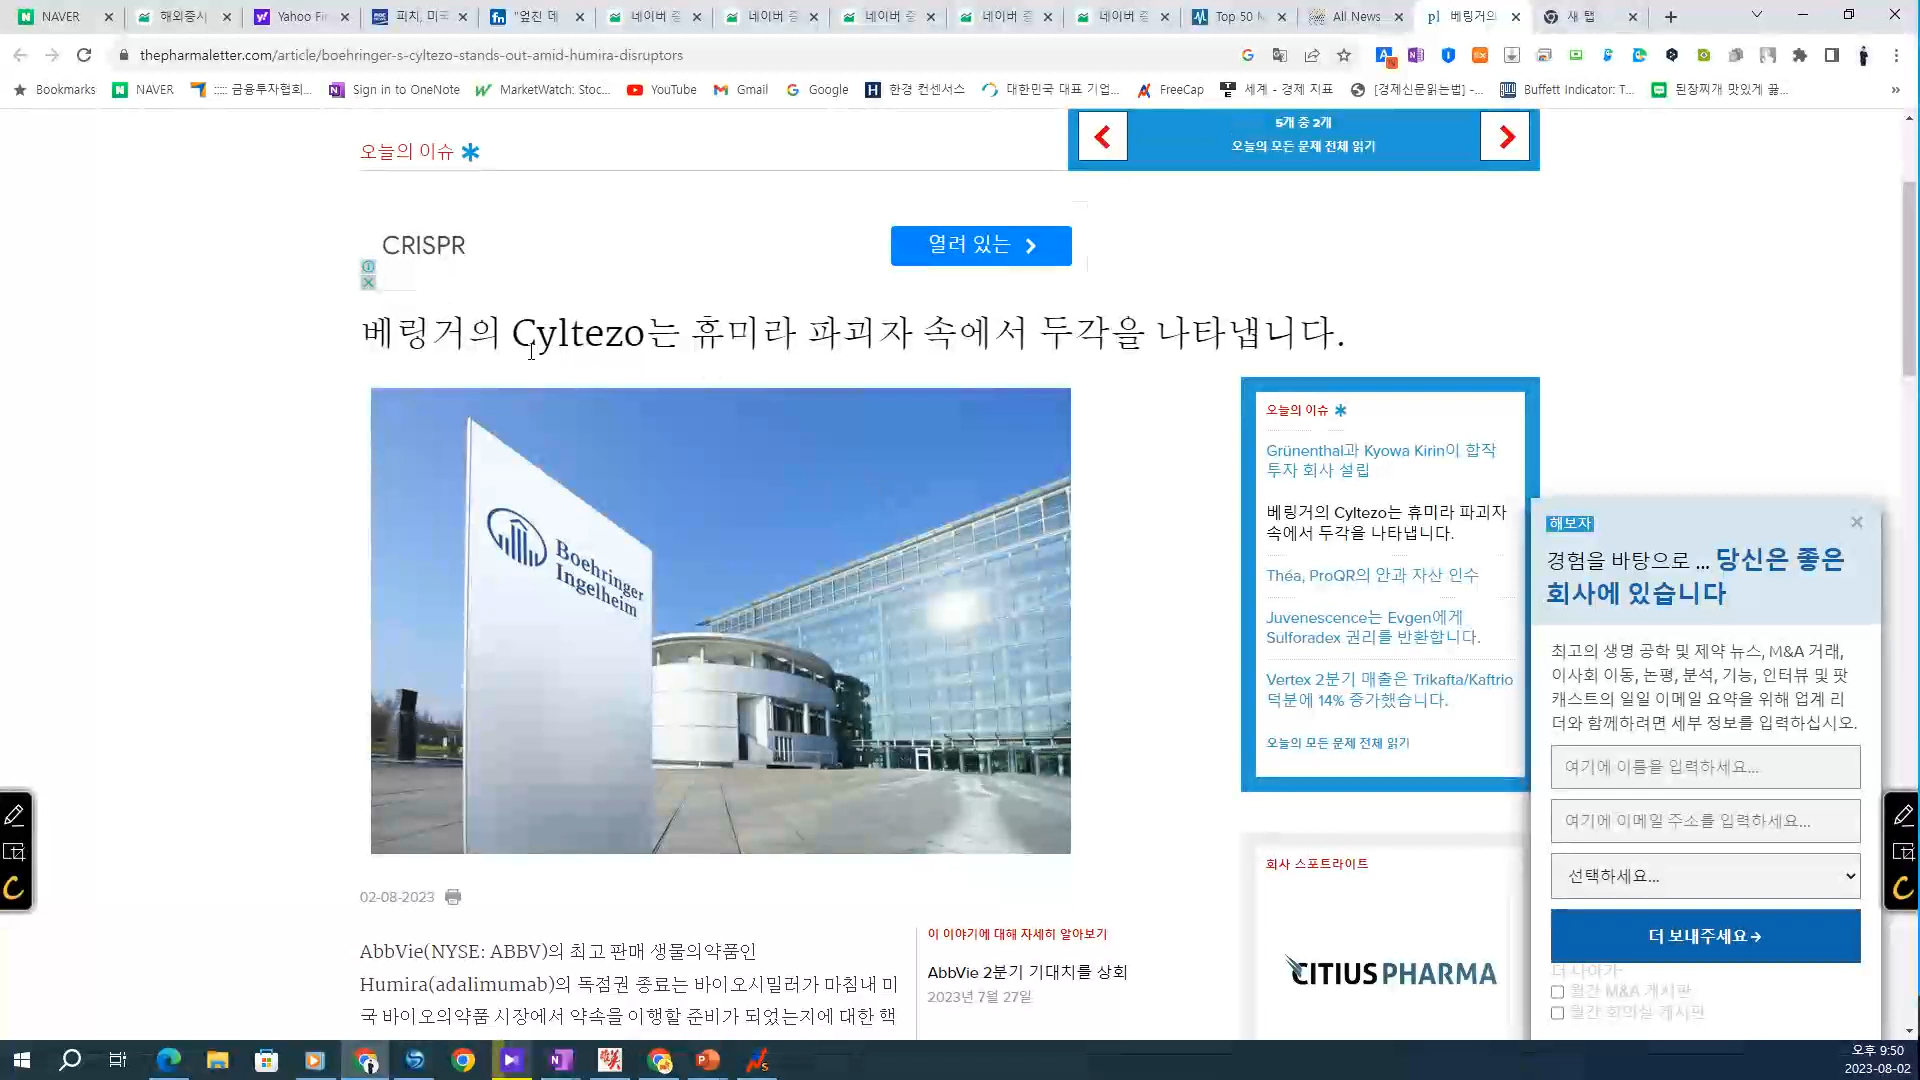 NAVER
해외증시
Yahoo Fi
피치, 미국
"엎친 데
네이버 증
네이버 증
네이버 증
네이버 증
네이버 증
Top 50
All News
베링거의
새 탭
thepharmaletter.com/article/boehringer-s-cyltezo-stands-out-amid-humira-disruptors
Bookmarks
NAVER
::::: 금융투자협회...
Sign in to OneNote
MarketWatch: Stoc...
YouTube
Gmail
Google
한경 컨센서스
대한민국 대표 기업...
FreeCap
세계 - 경제 지표
[경제신문읽는법] -...
Buffett Indicator: T...
된장찌개 맛있게 끓...
»
5개 중 2개
오늘의 모든 문제 전체 읽기
오늘의 이슈
CRISPR
열려 있는
베링거의 Cyltezo는 휴미라 파괴자 속에서 두각을 나타냅니다.
Boehringer
Ingelheim
오늘의 이슈
Grünenthal과 Kyowa Kirin이 합작
투자 회사 설립
베링거의 Cyltezo는 휴미라 파괴자
속에서 두각을 나타냅니다.
Théa, ProQR의 안과 자산 인수
Juvenescence는 Evgen에게
Sulforadex 권리를 반환합니다.
Vertex 2분기 매출은 Trikafta/Kaftrio
덕분에 14% 증가했습니다.
오늘의 모든 문제 전체 읽기
해보자
경험을 바탕으로 ... 당신은 좋은
회사에 있습니다
최고의 생명 공학 및 제약 뉴스, M&A 거래,
이사회 이동, 논평, 분석, 기능, 인터뷰 및 팟
캐스트의 일일 이메일 요약을 위해 업계 리
더와 함께하려면 세부 정보를 입력하십시오.
여기에 이름을 입력하세요...
여기에 이메일 주소를 입력하세요...
선택하세요...
더 보내주세요→
더 나아가·
월간 M&A 게시판
월간 회의실 게시판
회사 스포트라이트
CITIUSPHARMA
02-08-2023
AbbVie(NYSE: ABBV)의 최고 판매 생물의약품인
Humira(adalimumab)의 독점권 종료는 바이오시밀러가 마침내 미
국 바이오의약품 시장에서 약속을 이행할 준비가 되었는지에 대한 핵
이 이야기에 대해 자세히 알아보기
AbbVie 2분기 기대치를 상회
2023년 7월 27일
오후 9:50
2023-08-02